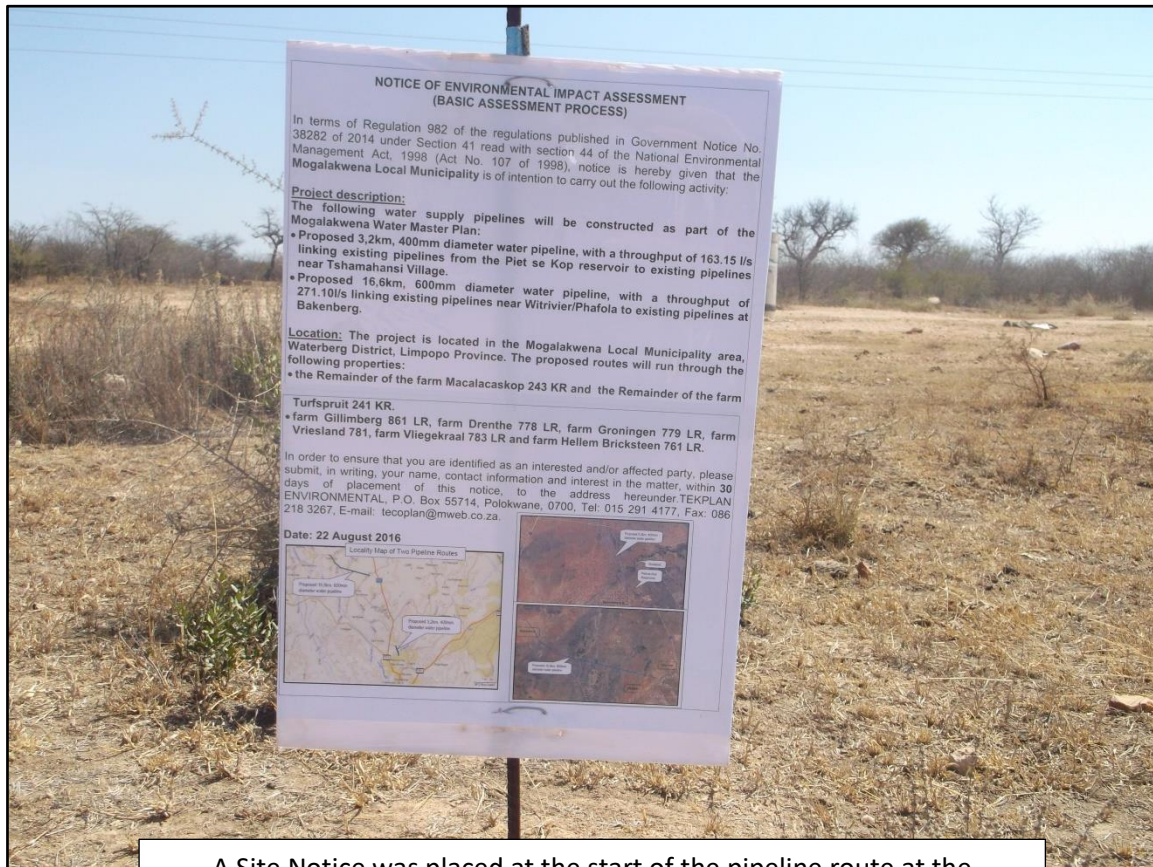 NOTICE OF ENVIRONMENTAL IMPACT ASSESSMENT
(BASIC ASSESSMENT PROCESS)
In terms of Regulation 982 of the regulations published in Government Notice No.
38282 of 2014 under Section 41 read with section 44 of the National Environmental
Management Act, 1998 (Act No. 107 of 1998), notice is hereby given that the
Mogalakwena Local Municipality is of intention to carry out the following activity:
Project description:
The following water supply pipelines will be constructed as part of the
Mogalakwena Water Master Plan:
• Proposed 3,2km, 400mm diameter water pipeline, with a throughput of 163.15 l/s
linking existing pipelines from the Piet se Kop reservoir to existing pipelines
near Tshamahansi Village.
• Proposed 16,6km, 600mm diameter water pipeline, with a throughput of
271.10l/s linking existing pipelines near Witrivier/Phafola to existing pipelines at
Bakenberg.
Location: The project is located in the Mogalakwena Local Municipality area,
Waterberg District, Limpopo Province. The proposed routes will run through the
following properties:
• the Remainder of the farm Macalacaskop 243 KR and the Remainder of the farm
Turfspruit 241 KR.
• farm Gillimberg 861 LR, farm Drenthe 778 LR, farm Groningen 779 LR, farm
Vriesland 781, farm Vliegekraal 783 LR and farm Hellem Bricksteen 761 LR.
In order to ensure that you are identified as an interested and/or affected party, please
submit, in writing, your name, contact information and interest in the matter, within 30
days of placement of this notice, to the address hereunder.TEKPLAN
ENVIRONMENTAL, P.O. Box 55714, Polokwane, 0700, Tel: 015 291 4177, Fax: 086
218 3267, E-mail: tecoplan@mweb.co.za.
Date: 22 August 2016
Locality Map of Two Pipeline Routes
Proposed 3,2km, 400mm
diameter water pipeline
A Site Notice was placed at the start of the pipeline route at the